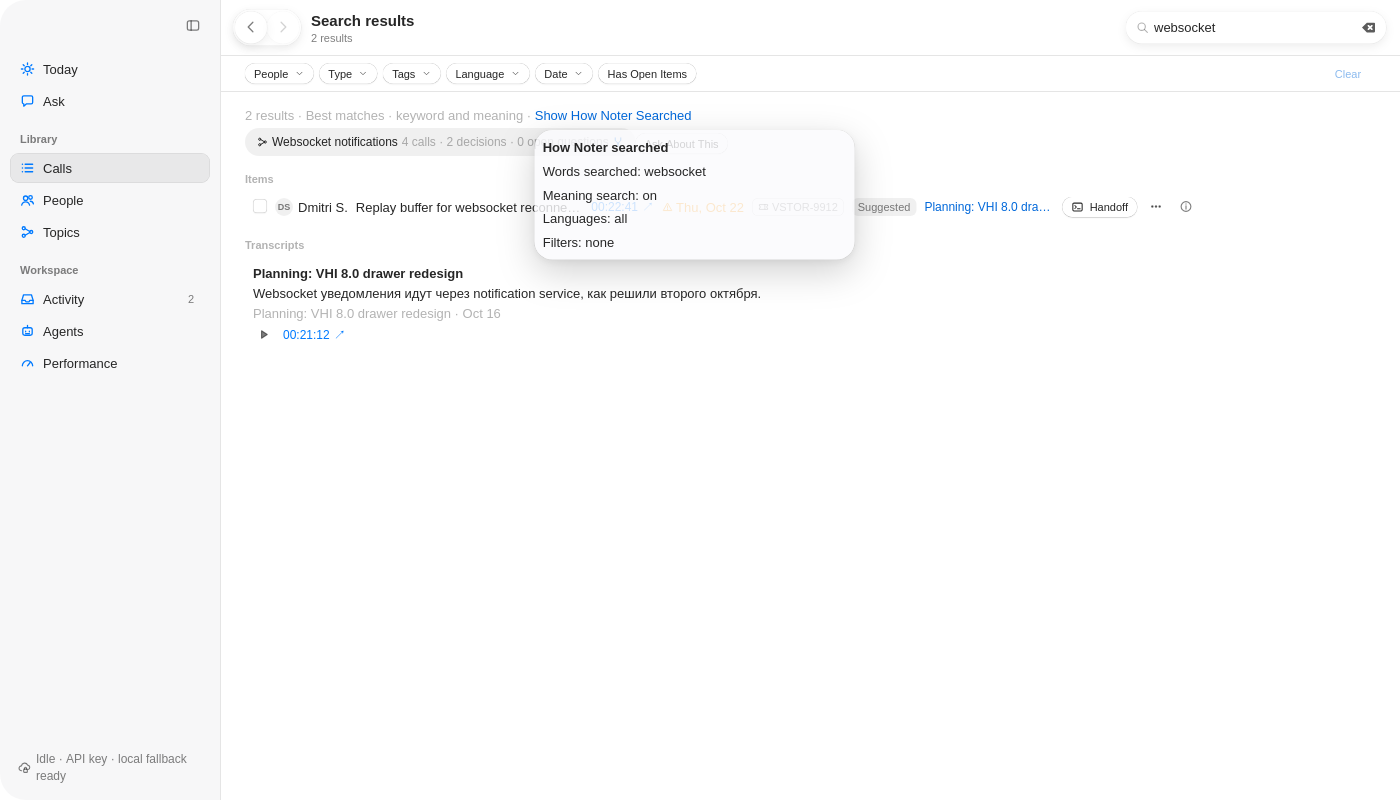 Search results
2 results
websocket
Today
Ask
Library
Calls
People
Topics
Workspace
Activity 2
Agents
Performance
Idle · API key · local fallback
ready
People Type Tags Language Date Has Open Items Clear
2 results · Best matches · keyword and meaning · Show How Noter Searched
Websocket notifications 4 calls · 2 decisions · 0
About This
How Noter searched
Words searched: websocket
Meaning search: on
Languages: all
Filters: none
Items
DS Dmitri S. Replay buffer for websocket reconne… 00:22:41 Thu, Oct 22 VSTOR-9912 Suggested Planning: VHI 8.0 dra… Handoff
Transcripts
Planning: VHI 8.0 drawer redesign
Websocket уведомления идут через notification service, как решили второго октября.
Planning: VHI 8.0 drawer redesign · Oct 16
00:21:12